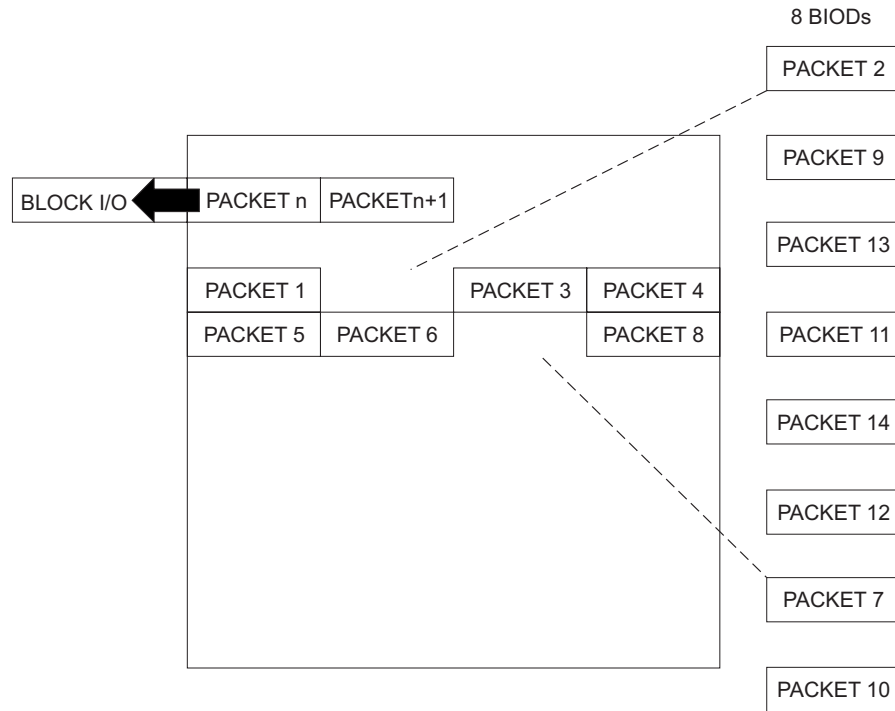 8 BIODs
PACKET 2
PACKET 9
BLOCK I/O PACKET n PACKETn+1
PACKET 13
PACKET 1 PACKET 3 PACKET 4
PACKET 5 PACKET 6 PACKET 8 PACKET 11
PACKET 14
PACKET 12
PACKET 7
PACKET 10